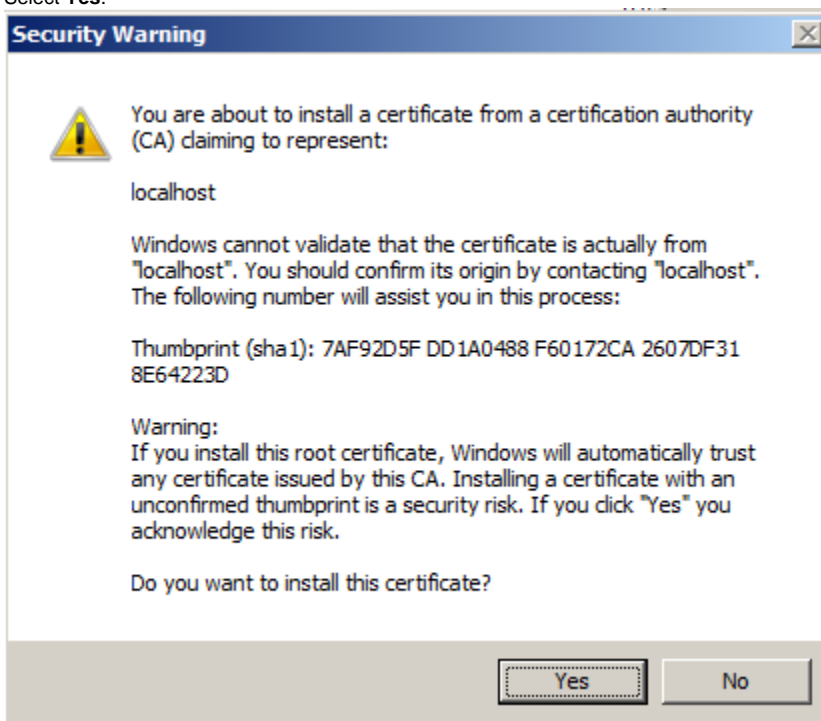 Select Yes.
Security Warning
You are about to install a certificate from a certification authority
(CA) claiming to represent:
localhost
Windows cannot validate that the certificate is actually from
"localhost". You should confirm its origin by contacting "localhost".
The following number will assist you in this process:
Thumbprint (sha1): 7AF92D5F DD1A0488 F60172CA 2607DF31
8E64223D
Warning:
If you install this root certificate, Windows will automatically trust
any certificate issued by this CA. Installing a certificate with an
unconfirmed thumbprint is a security risk. If you click "Yes" you
acknowledge this risk.
Do you want to install this certificate?
Yes
No